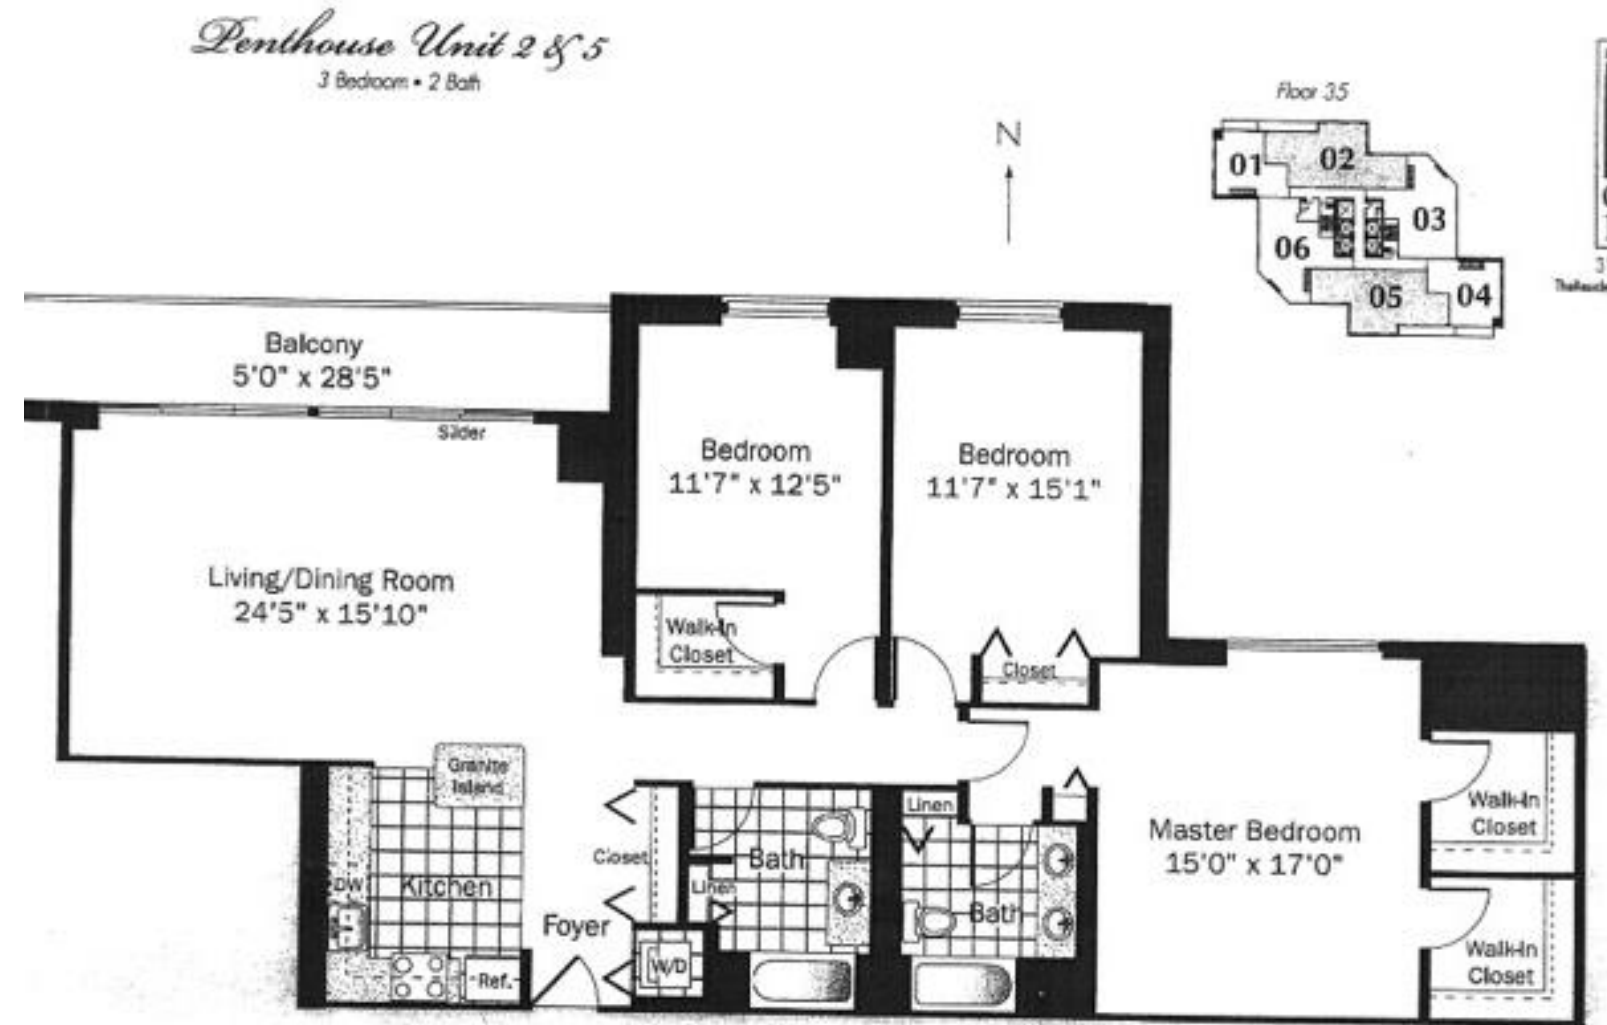 Penthouse Unit 2 & 5
3 Bedroom • 2 Bath
N
Floor 35
01
02
03
06
05
04
Balcony
5'0" x 28'5"
Slider
Bedroom
11'7" x 12'5"
Bedroom
11'7" x 15'1"
Living/Dining Room
24'5" x 15'10"
Walk-In
Closet
Closet
Granite
Island
Linen
Walk-In
Closet
Master Bedroom
15'0" x 17'0"
Closet
Bath
DW
Kitchen
Linen
Bath
Foyer
Walk-In
Closet
W/D
Ref.